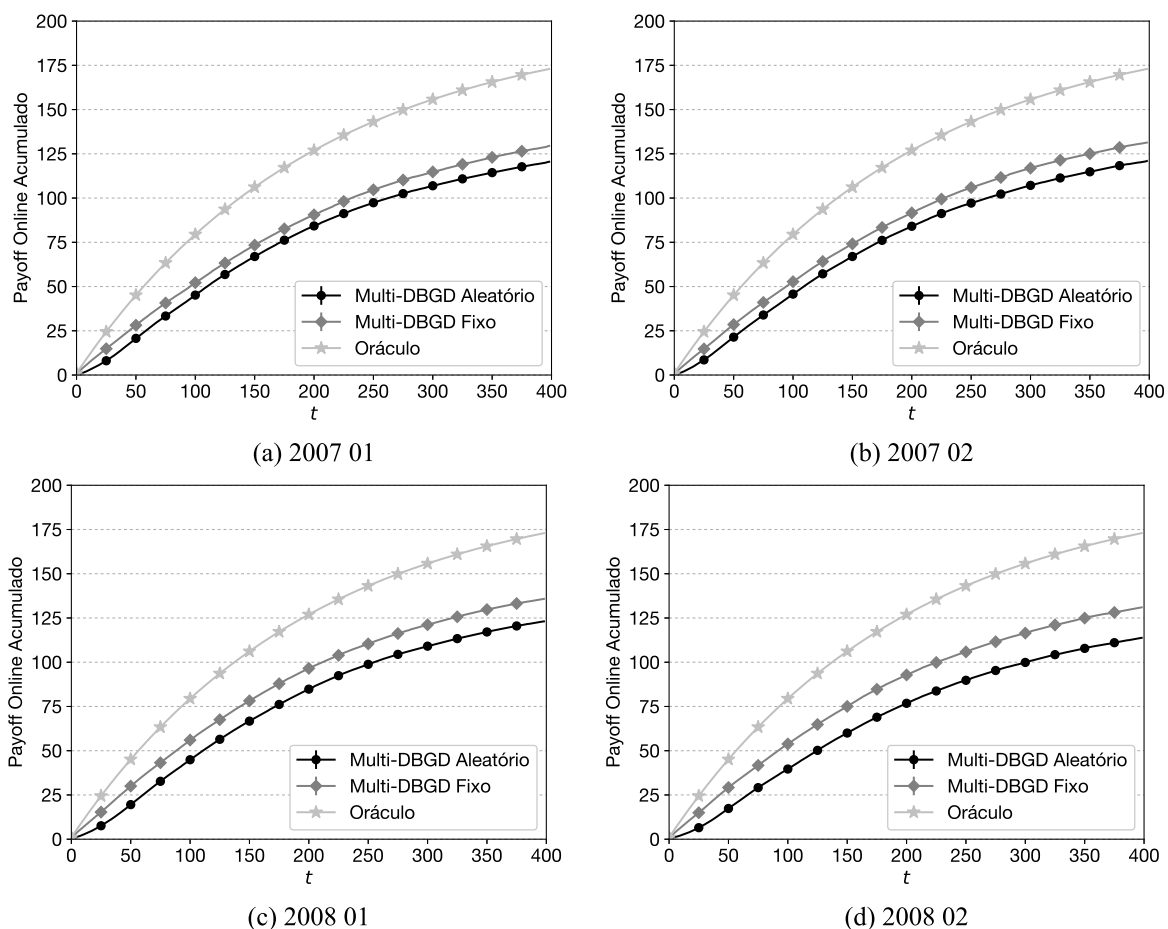 200
175
150
125
100
75
50
25
0
Payoff Online Acumulado
Multi-DBGD Aleatório
Multi-DBGD Fixo
Oráculo
0 50 100 150 200 250 300 350 400
t
(a) 2007 01
200
175
150
125
100
75
50
25
0
Payoff Online Acumulado
Multi-DBGD Aleatório
Multi-DBGD Fixo
Oráculo
0 50 100 150 200 250 300 350 400
t
(b) 2007 02
200
175
150
125
100
75
50
25
0
Payoff Online Acumulado
Multi-DBGD Aleatório
Multi-DBGD Fixo
Oráculo
0 50 100 150 200 250 300 350 400
t
(c) 2008 01
200
175
150
125
100
75
50
25
0
Payoff Online Acumulado
Multi-DBGD Aleatório
Multi-DBGD Fixo
Oráculo
0 50 100 150 200 250 300 350 400
t
(d) 2008 02